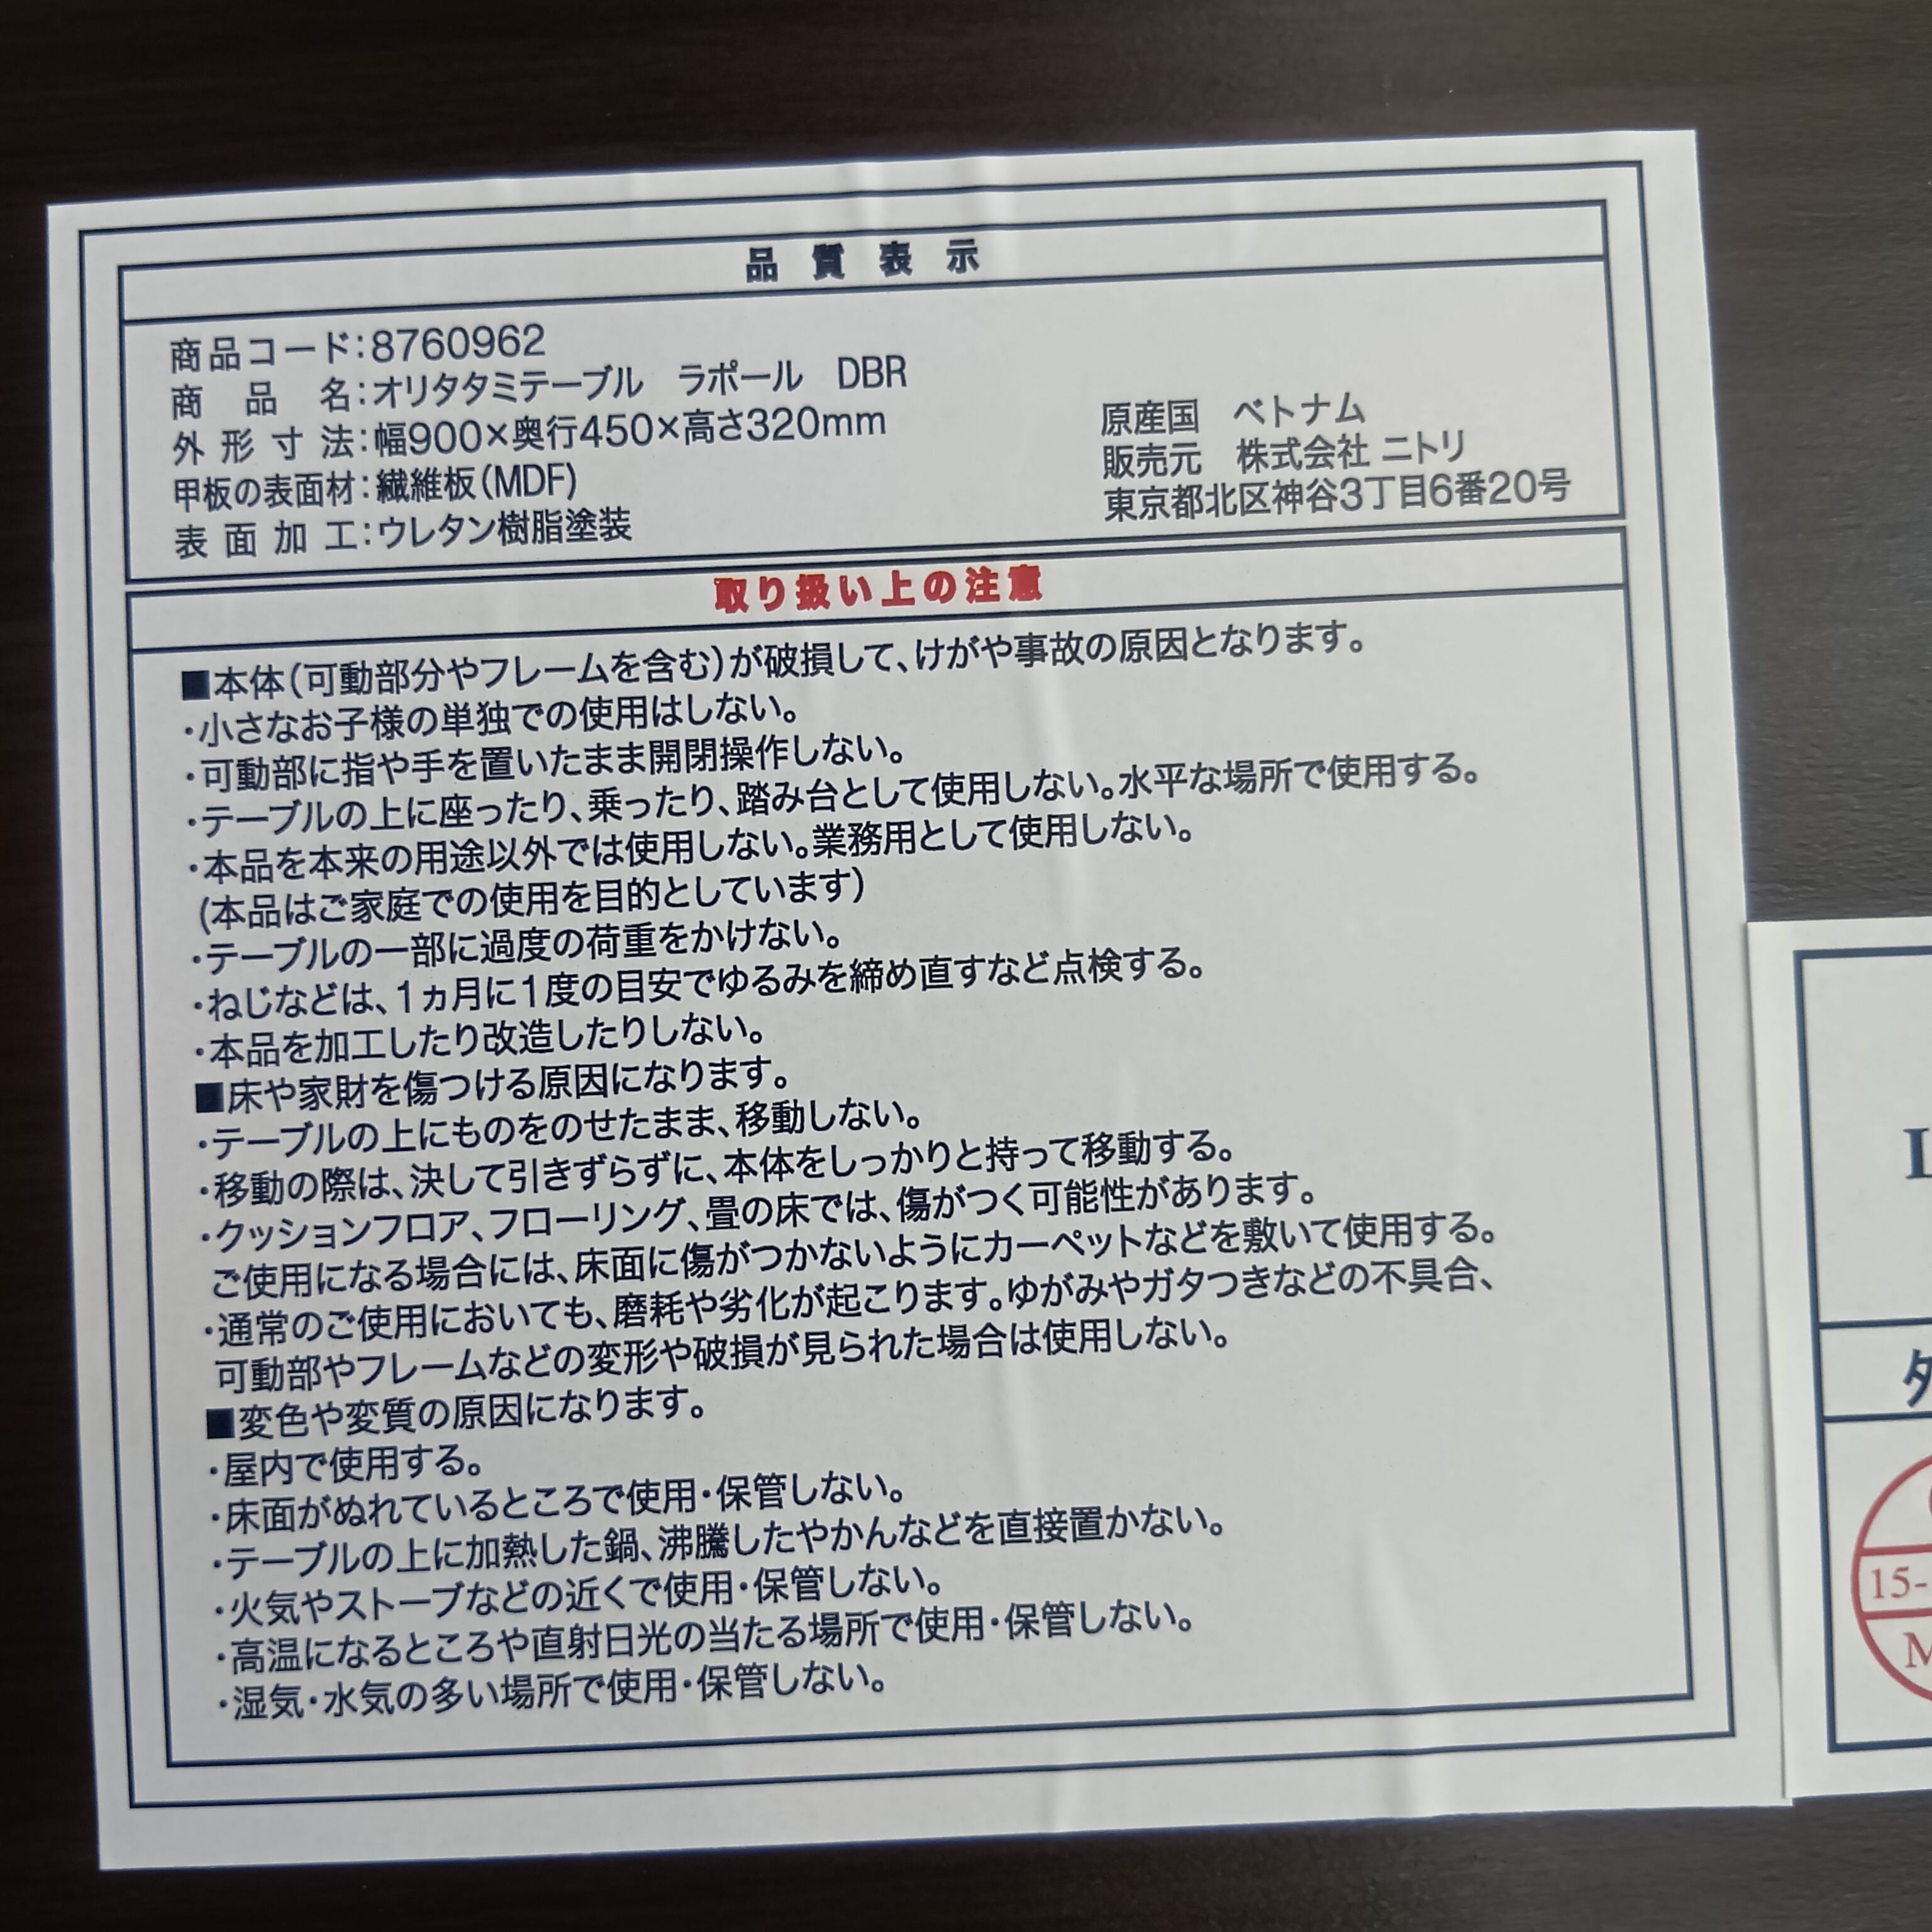 品質表示
商品コード:8760962
商品名:オリタタミテーブル ラポール DBR
外形寸法:幅900×奥行450×高さ320mm
甲板の表面材:繊維板(MDF)
表面加工:ウレタン樹脂塗装
原産国 ベトナム
販売元 株式会社 ニトリ
東京都北区神谷3丁目6番20号
取り扱い上の注意
■本体(可動部分やフレームを含む)が破損して、けがや事故の原因となります。
・小さなお子様の単独での使用はしない。
・可動部に指や手を置いたまま開閉操作しない。
・テーブルの上に座ったり、乗ったり、踏み台として使用しない。水平な場所で使用する。
・本品を本来の用途以外では使用しない。業務用として使用しない。
(本品はご家庭での使用を目的としています)
・テーブルの一部に過度の荷重をかけない。
・ねじなどは、1ヵ月に1度の目安でゆるみを締め直すなど点検する。
・本品を加工したり改造したりしない。
■床や家財を傷つける原因になります。
・テーブルの上にものをのせたまま、移動しない。
・移動の際は、決して引きずらずに、本体をしっかりと持って移動する。
・クッションフロア、フローリング、畳の床では、傷がつく可能性があります。
ご使用になる場合には、床面に傷がつかないようにカーペットなどを敷いて使用する。
・通常のご使用においても、磨耗や劣化が起こります。ゆがみやガタつきなどの不具合、
可動部やフレームなどの変形や破損が見られた場合は使用しない。
■変色や変質の原因になります。
・屋内で使用する。
・床面がぬれているところで使用・保管しない。
・テーブルの上に加熱した鍋、沸騰したやかんなどを直接置かない。
・火気やストーブなどの近くで使用・保管しない。
・高温になるところや直射日光の当たる場所で使用・保管しない。
・湿気・水気の多い場所で使用・保管しない。
15-
M